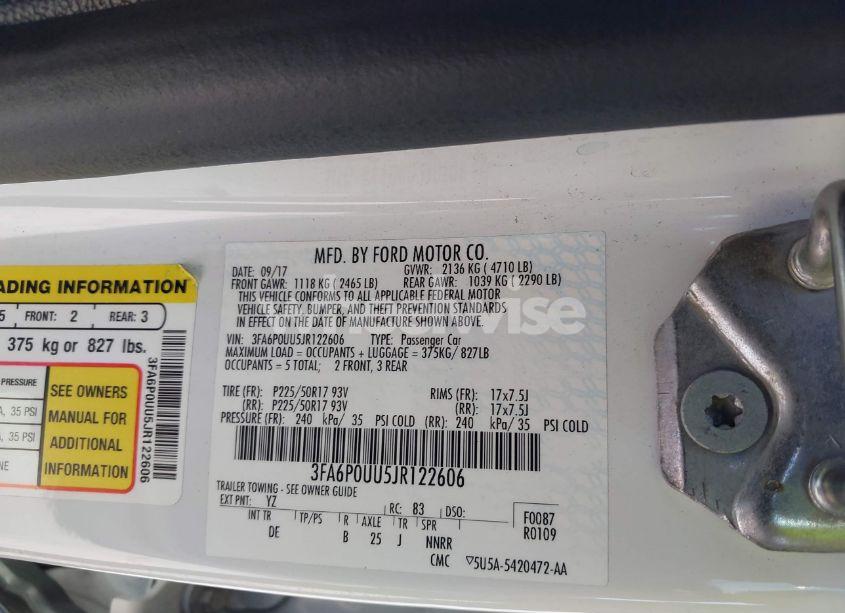 MFD. BY FORD MOTOR CO.
DATE: 09/17 GVWR: 2136 KG ( 4710 LB)
FRONT GAWR: 1118 KG ( 2465 LB) REAR GAWR: 1039 KG ( 2290 LB)
THIS VEHICLE CONFORMS TO ALL APPLICABLE FEDERAL MOTOR
VEHICLE SAFETY, BUMPER, AND THEFT PREVENTION STANDARDS
IN EFFECT ON THE DATE OF MANUFACTURE SHOWN ABOVE.
VIN: 3FA6P0UU5JR122606 TYPE: Passenger Car
MAXIMUM LOAD = OCCUPANTS + LUGGAGE = 375KG/ 827LB
OCCUPANTS = 5 TOTAL; 2 FRONT, 3 REAR
TIRE (FR): P225/50R17 93V RIMS (FR): 17x7.5J
(RR): P225/50R17 93V (RR): 17x7.5J
PRESSURE (FR): 240 kPa/ 35 PSI COLD (RR): 240 kPa/ 35 PSI COLD
3FA6P0UU5JR122606
TRAILER TOWING - SEE OWNER GUIDE
EXT PNT: YZ RC: 83 DSO: F0087
INT TR TP/PS R AXLE TR SPR R0109
DE B 25 J NNRR
CMC ▽5U5A-5420472-AA
ADING INFORMATION
5 FRONT: 2 REAR: 3
375 kg or 827 lbs.
PRESSURE
A, 35 PSI
A, 35 PSI
NE
SEE OWNERS
MANUAL FOR
ADDITIONAL
INFORMATION
3FA6P0UU5JR122606